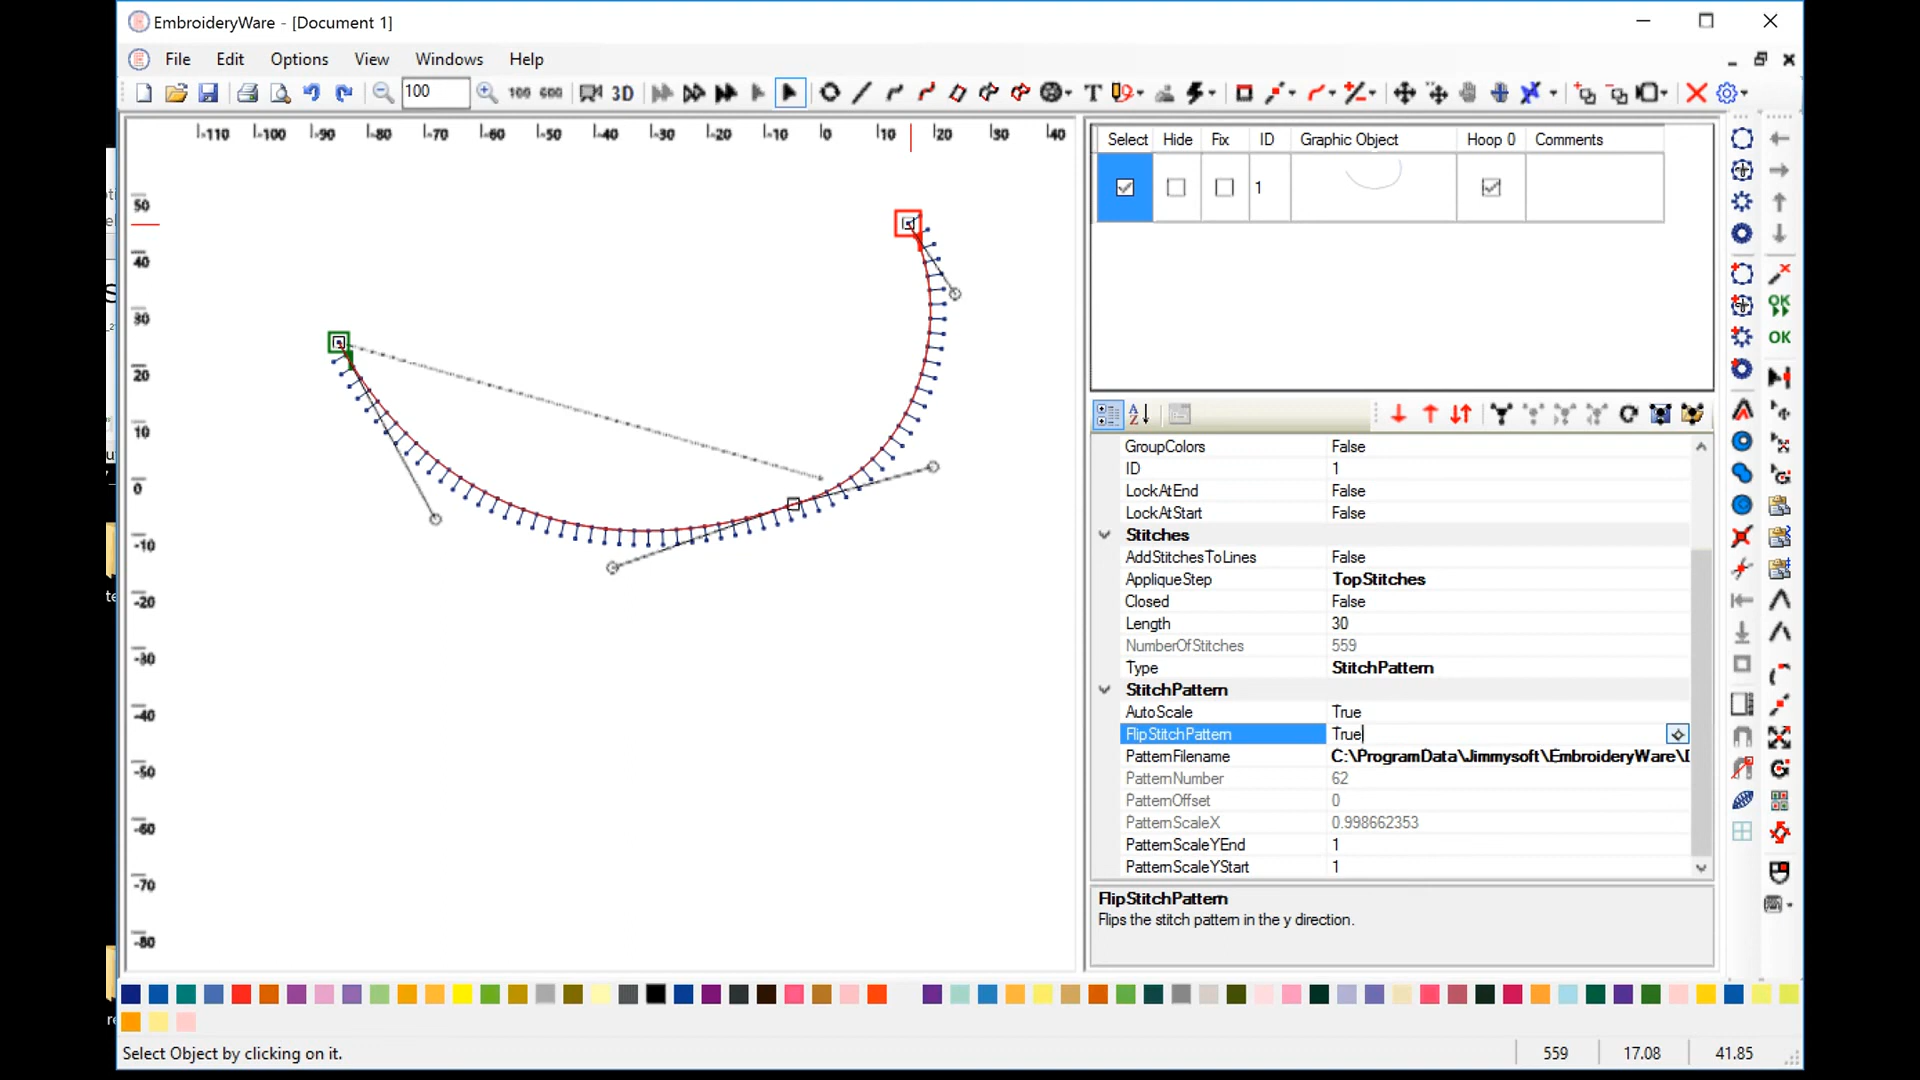 EmbroideryWare - [Document 1]
File Edit Options View Windows Help
100 100 600 3D T
-110 -100 -90 -80 -70 -60 -50 -40 -30 -20 -10 0 10 20 30 40
50
40
30
20
10
0
-10
-20
-30
-40
-50
-60
-70
-80
Select Hide Fix ID Graphic Object Hoop 0 Comments
1
OK
OK
GroupColors False
ID 1
LockAtEnd False
LockAtStart False
Stitches
AddStitchesToLines False
AppliqueStep TopStitches
Closed False
Length 30
NumberOfStitches 559
Type StitchPattern
StitchPattern
AutoScale True
FlipStitchPattern True
PatternFilename C:\ProgramData\Jimmysoft\EmbroideryWare\
PatternNumber 62
PatternOffset 0
PatternScaleX 0.998662353
PatternScaleYEnd 1
PatternScaleYStart 1
FlipStitchPattern
Flips the stitch pattern in the y direction.
Select Object by clicking on it. 559 17.08 41.85